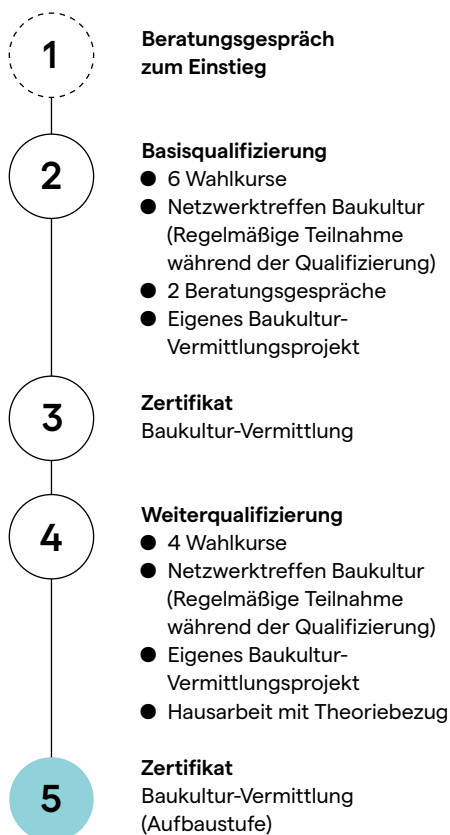 1
Beratungsgespräch
zum Einstieg
2
Basisqualifizierung
● 6 Wahlkurse
● Netzwerktreffen Baukultur
(Regelmäßige Teilnahme
während der Qualifizierung)
● 2 Beratungsgespräche
● Eigenes Baukultur-
Vermittlungsprojekt
3
Zertifikat
Baukultur-Vermittlung
4
Weiterqualifizierung
● 4 Wahlkurse
● Netzwerktreffen Baukultur
(Regelmäßige Teilnahme
während der Qualifizierung)
● Eigenes Baukultur-
Vermittlungsprojekt
● Hausarbeit mit Theoriebezug
5
Zertifikat
Baukultur-Vermittlung
(Aufbaustufe)